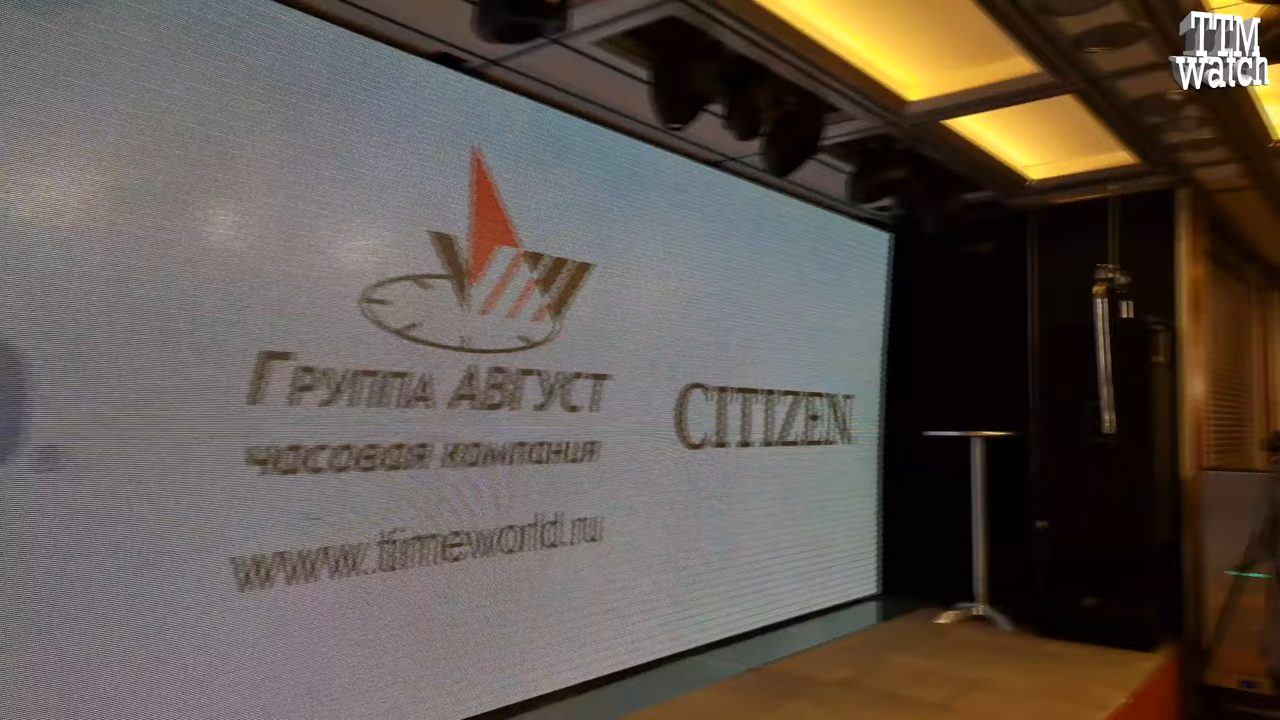 TTM
watch
ГРУППА АВГУСТ
часовая компания
CITIZEN
www.timeworld.ru